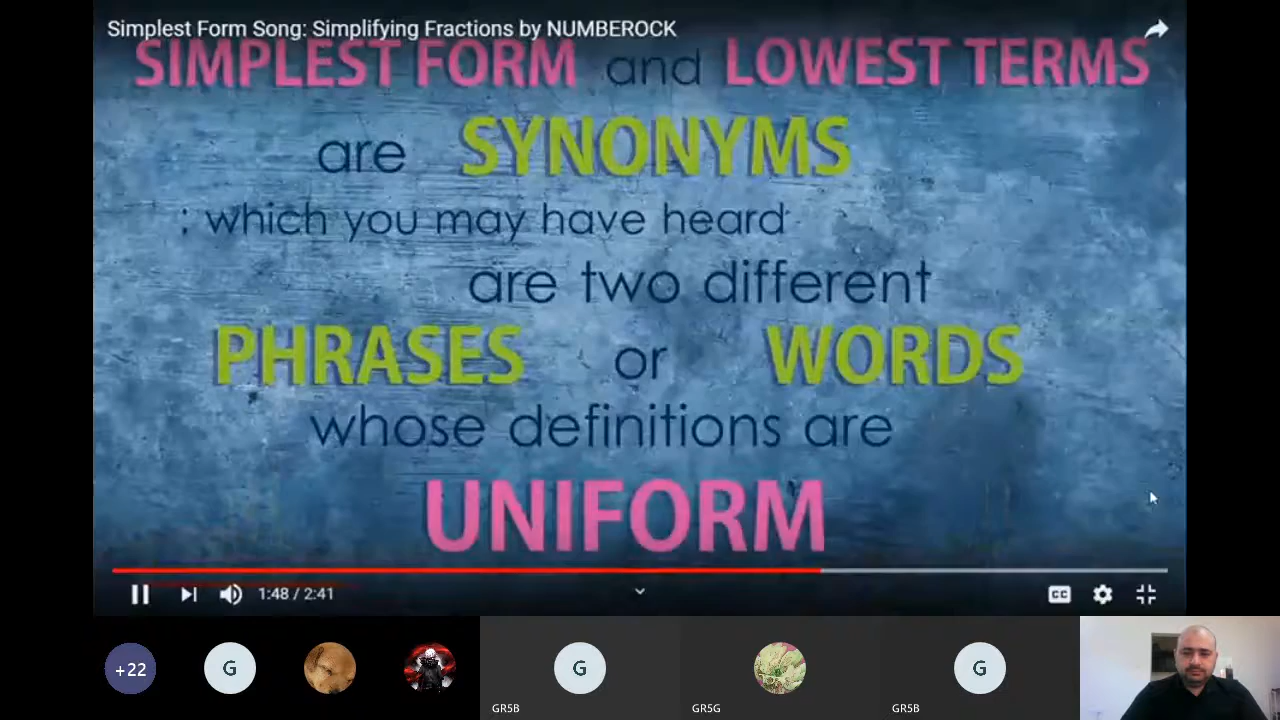 Simplest Form Song: Simplifying Fractions by NUMBEROCK
SIMPLEST FORM and LOWEST TERMS
are SYNONYMS
: which you may have heard
are two different
PHRASES or WORDS
whose definitions are
UNIFORM
1:48 / 2:41
CC
+22
G
G
G
GR5B
GR5G
GR5B